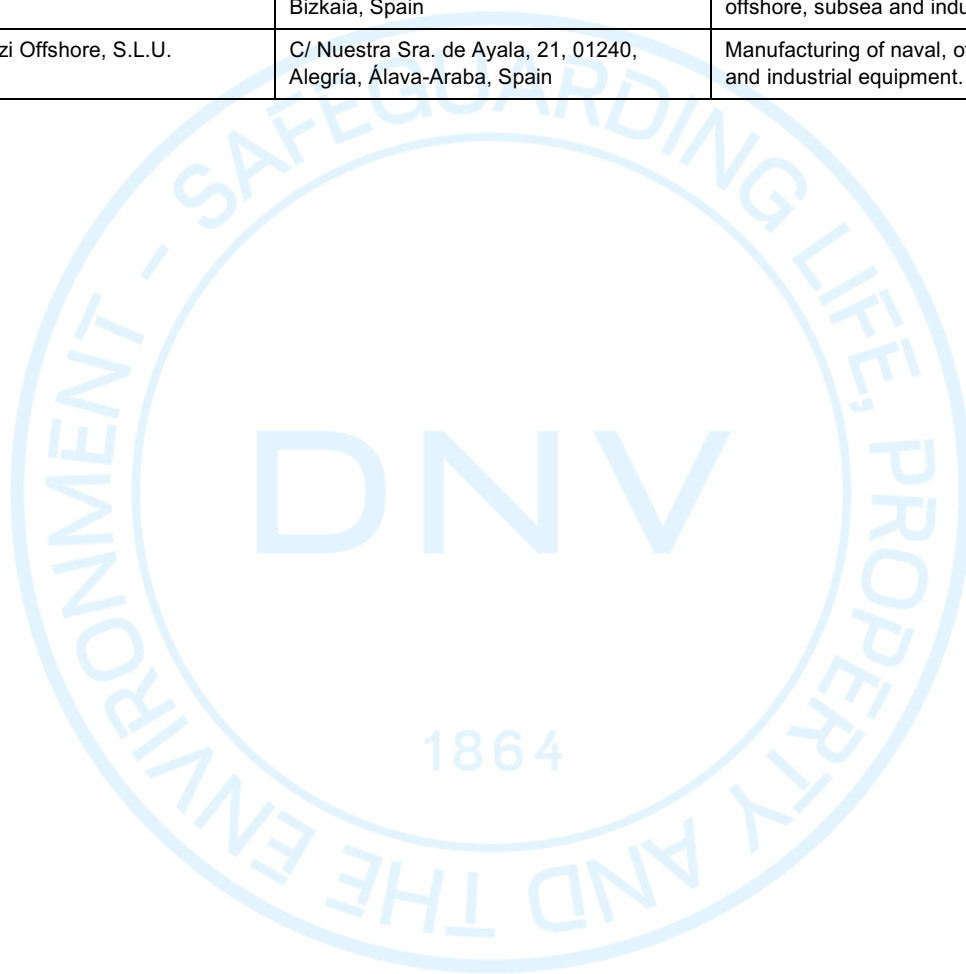 Bizkaia, Spain
offshore, subsea and indu
zi Offshore, S.L.U.
C/ Nuestra Sra. de Ayala, 21, 01240,
Alegría, Álava-Araba, Spain
Manufacturing of naval, of
and industrial equipment.
SAFEGUARDING LIFE, PROPERTY AND THE ENVIRONMENT -
DNV
1864